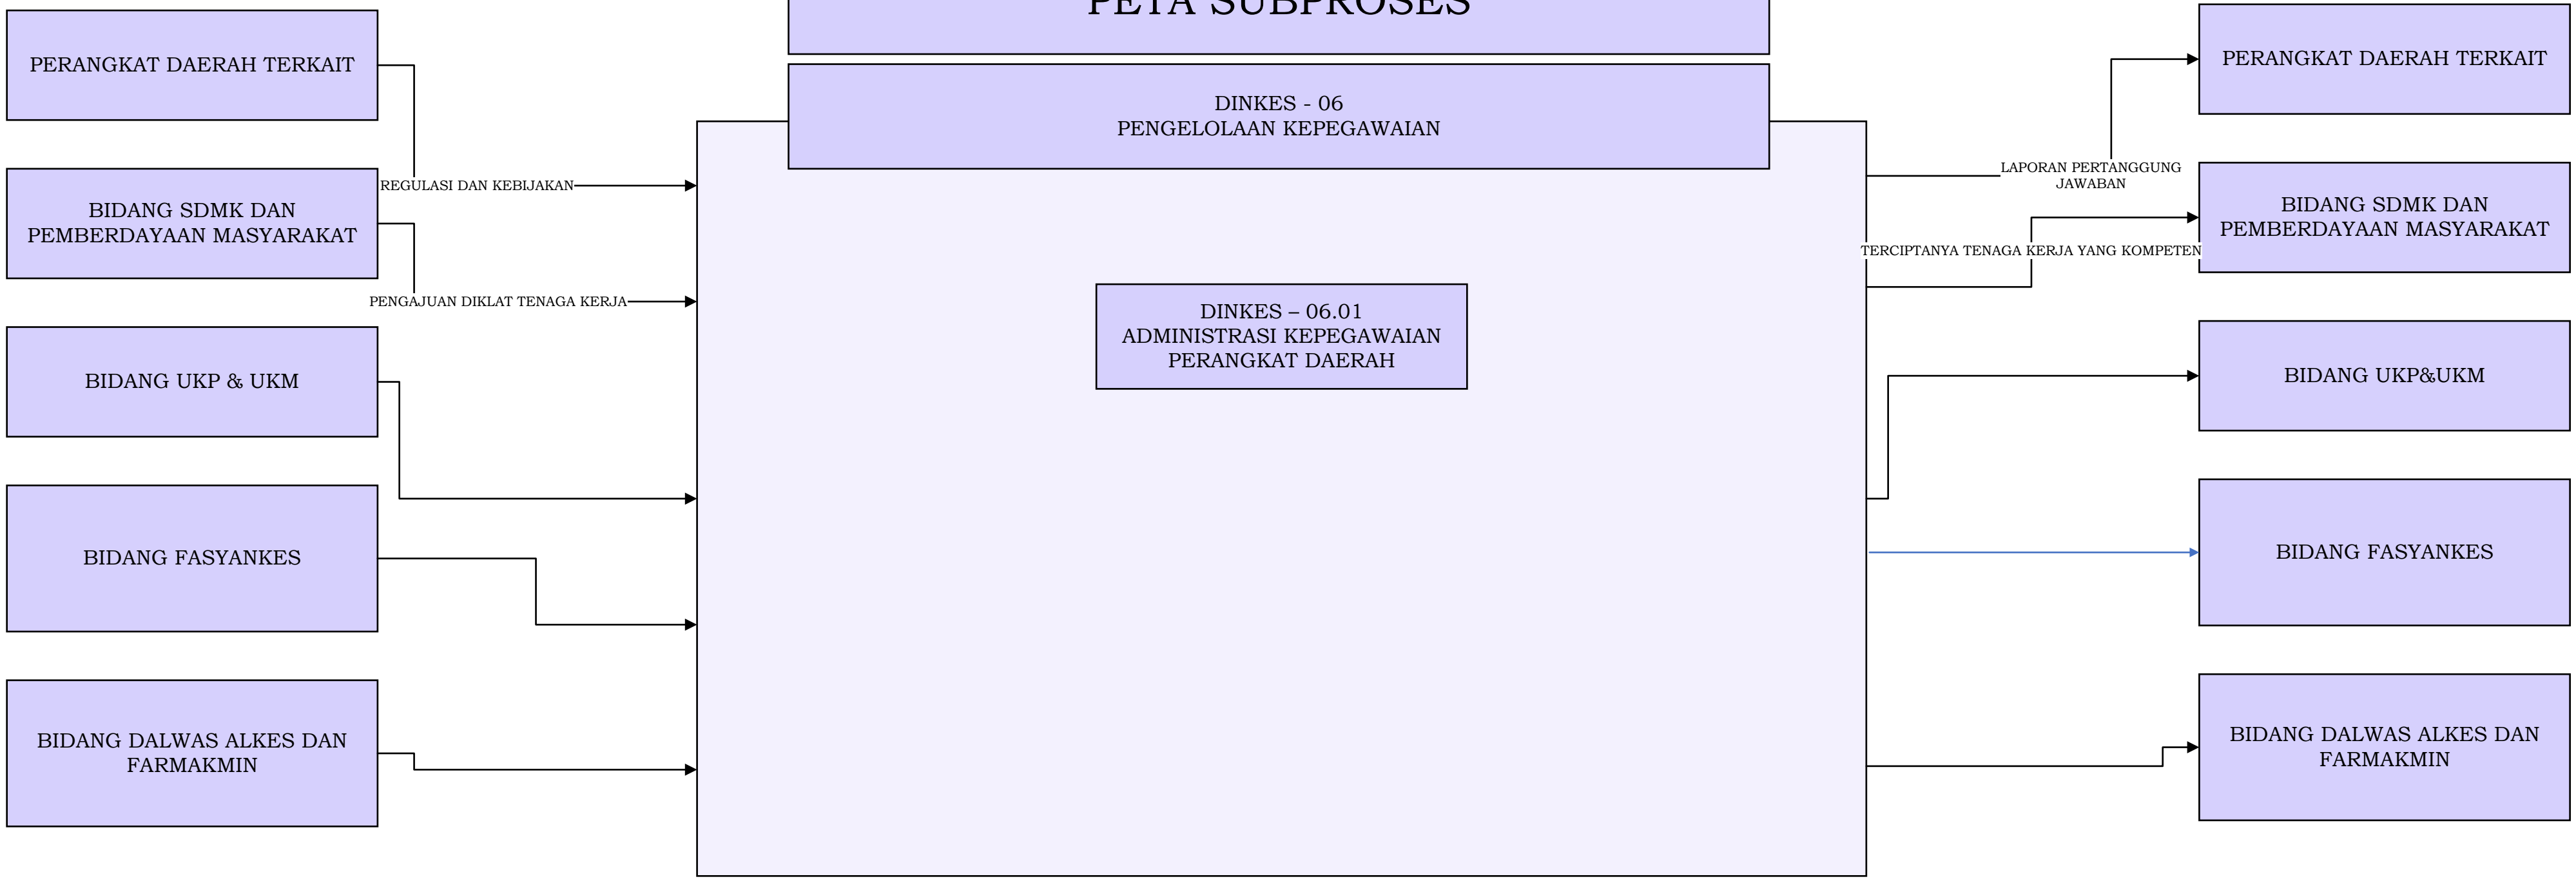 PETA SUBPROSES
DINKES - 06
PENGELOLAAN KEPEGAWAIAN
PERANGKAT DAERAH TERKAIT
BIDANG SDMK DAN
PEMBERDAYAAN MASYARAKAT
BIDANG UKP & UKM
BIDANG FASYANKES
BIDANG DALWAS ALKES DAN
FARMAKMIN
REGULASI DAN KEBIJAKAN
PENGAJUAN DIKLAT TENAGA KERJA
DINKES – 06.01
ADMINISTRASI KEPEGAWAIAN
PERANGKAT DAERAH
LAPORAN PERTANGGUNG
JAWABAN
TERCIPTANYA TENAGA KERJA YANG KOMPETEN
PERANGKAT DAERAH TERKAIT
BIDANG SDMK DAN
PEMBERDAYAAN MASYARAKAT
BIDANG UKP&UKM
BIDANG FASYANKES
BIDANG DALWAS ALKES DAN
FARMAKMIN